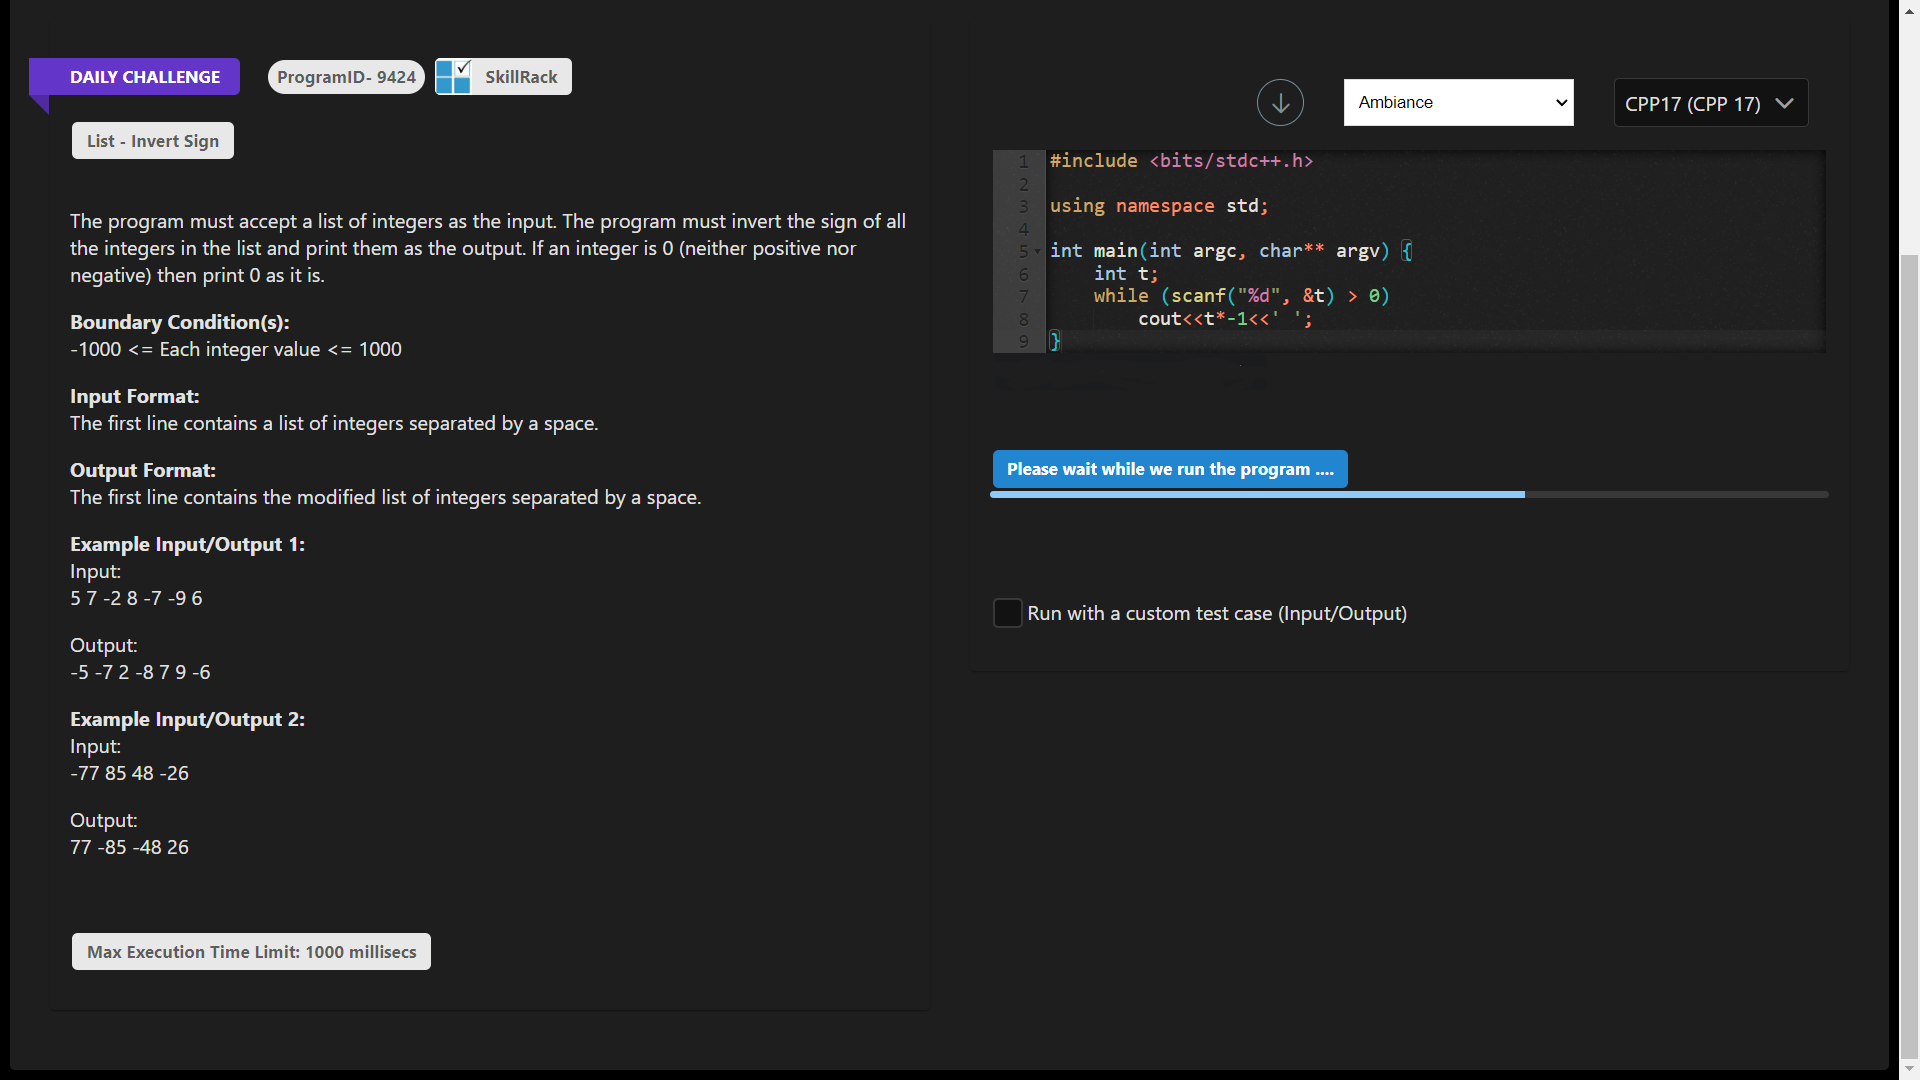 DAILY CHALLENGE
ProgramID- 9424
SkillRack
List - Invert Sign
The program must accept a list of integers as the input. The program must invert the sign of all
the integers in the list and print them as the output. If an integer is 0 (neither positive nor
negative) then print 0 as it is.
Boundary Condition(s):
-1000 <= Each integer value <= 1000
Input Format:
The first line contains a list of integers separated by a space.
Output Format:
The first line contains the modified list of integers separated by a space.
Example Input/Output 1:
Input:
5 7 -2 8 -7 -9 6
Output:
-5 -7 2 -8 7 9 -6
Example Input/Output 2:
Input:
-77 85 48 -26
Output:
77 -85 -48 26
Max Execution Time Limit: 1000 millisecs
Ambiance
CPP17 (CPP 17)
1 #include <bits/stdc++.h>
2
3 using namespace std;
4
5 int main(int argc, char** argv) {
6     int t;
7     while (scanf("%d", &t) > 0)
8         cout<<t*-1<<' ';
9 }
Please wait while we run the program ....
Run with a custom test case (Input/Output)